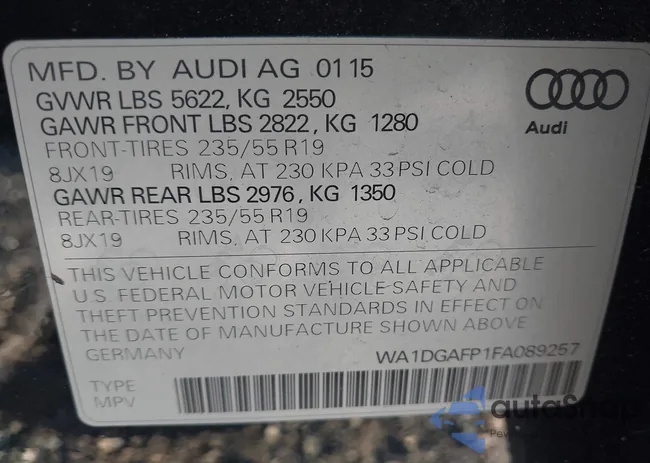 MFD. BY AUDI AG 01 15
GVWR LBS 5622, KG 2550
GAWR FRONT LBS 2822, KG 1280
FRONT-TIRES 235/55 R19
8JX19 RIMS, AT 230 KPA 33 PSI COLD
GAWR REAR LBS 2976, KG 1350
REAR-TIRES 235/55 R19
8JX19 RIMS, AT 230 KPA 33 PSI COLD
THIS VEHICLE CONFORMS TO ALL APPLICABLE
U.S. FEDERAL MOTOR VEHICLE SAFETY AND
THEFT PREVENTION STANDARDS IN EFFECT ON
THE DATE OF MANUFACTURE SHOWN ABOVE
GERMANY WA1DGAFP1FA089257
TYPE
MPV
Audi
autoSnap